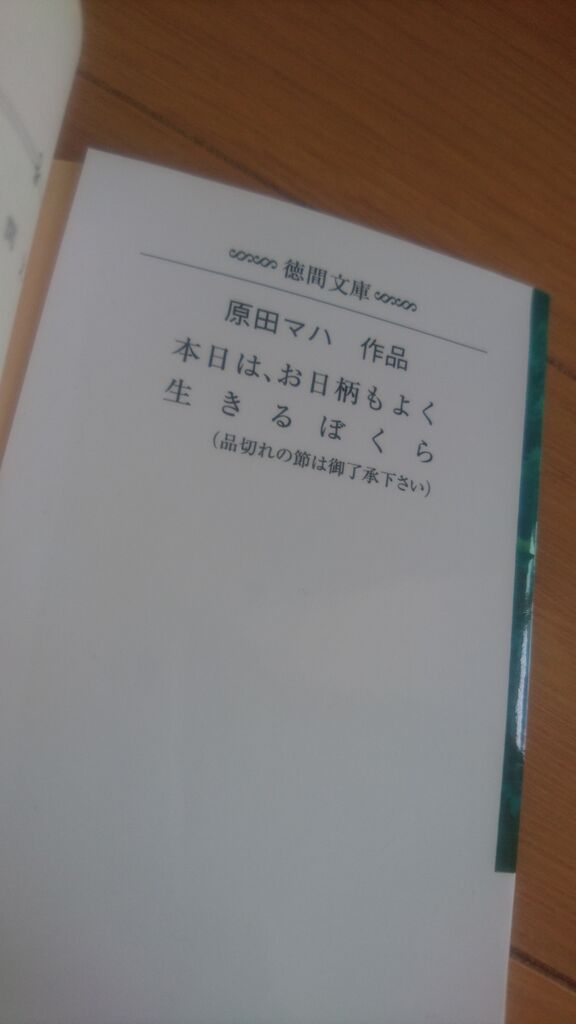 徳間文庫
原田マハ 作品
本日は、お日柄もよく
生きるぼくら
（品切れの節は御了承下さい）